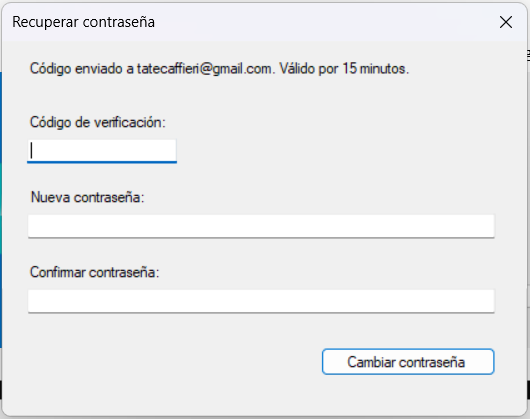 Recuperar contraseña
Código enviado a tatecaffieri@gmail.com. Válido por 15 minutos.
Código de verificación:
Nueva contraseña:
Confirmar contraseña:
Cambiar contraseña